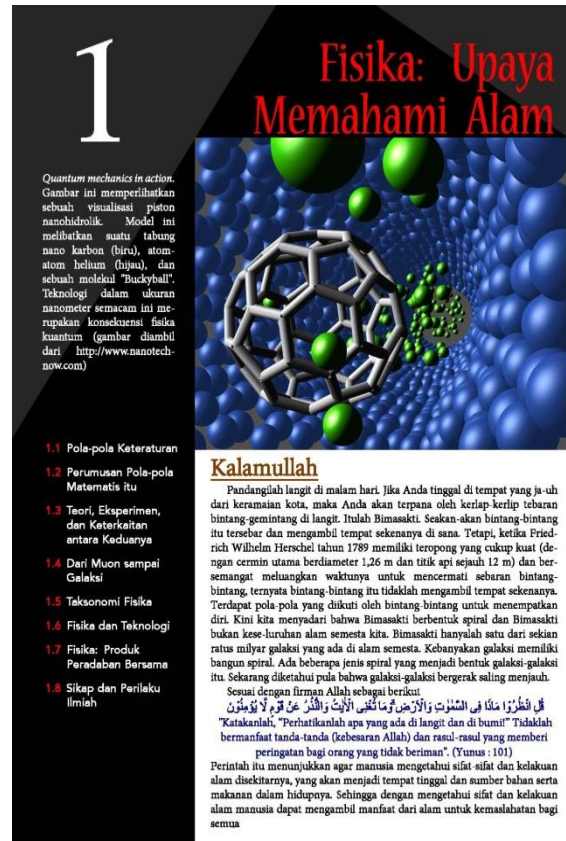 1
Fisika: Upaya
Memahami Alam
Quantum mechanics in action.
Gambar ini memperlihatkan
sebuah visualisasi piston
nanohidrolik. Model ini
melibatkan suatu tabung
nano karbon (biru), atom-
atom helium (hijau), dan
sebuah molekul "Buckyball".
Teknologi dalam ukuran
nanometer semacam ini me-
rupakan konsekuensi fisika
kuantum (gambar diambil
dari http://www.nanotech-
now.com)
1.1 Pola-pola Keteraturan
1.2 Perumusan Pola-pola
Matematis itu
1.3 Teori, Eksperimen,
dan Keterkaitan
antara Keduanya
1.4 Dari Muon sampai
Galaksi
1.5 Taksonomi Fisika
1.6 Fisika dan Teknologi
1.7 Fisika: Produk
Peradaban Bersama
1.8 Sikap dan Perilaku
Ilmiah
Kalamullah
Pandangilah langit di malam hari. Jika Anda tinggal di tempat yang ja-uh
dari keramaian kota, maka Anda akan terpana oleh kerlap-kerlip tebaran
bintang-gemintang di langit. Itulah Bimasakti. Seakan-akan bintang-bintang
itu tersebar dan mengambil tempat sekenanya di sana. Tetapi, ketika Fried-
rich Wilhelm Herschel tahun 1789 memiliki teropong yang cukup kuat (de-
ngan cermin utama berdiameter 1,26 m dan titik api sejauh 12 m) dan ber-
semangat meluangkan waktunya untuk mencermati sebaran bintang-
bintang, ternyata bintang-bintang itu tidaklah mengambil tempat sekenanya.
Terdapat pola-pola yang diikuti oleh bintang-bintang untuk menempatkan
diri. Kini kita menyadari bahwa Bimasakti berbentuk spiral dan Bimasakti
bukan kese-luruhan alam semesta kita. Bimasakti hanyalah satu dari sekian
ratus milyar galaksi yang ada di alam semesta. Kebanyakan galaksi memiliki
bangun spiral. Ada beberapa jenis spiral yang menjadi bentuk galaksi-galaksi
itu. Sekarang diketahui pula bahwa galaksi-galaksi bergerak saling menjauh.
Sesuai dengan firman Allah sebagai berikut
قُلِ انْظُرُوْا مَاذَا فِى السَّمٰوٰتِ وَالْاَرْضِ ۗوَمَا تُغْنِى الْاٰيٰتُ وَالنُّذُرُ عَنْ قَوْمٍ لَّا يُؤْمِنُوْنَ
"Katakanlah, "Perhatikanlah apa yang ada di langit dan di bumi!" Tidaklah
bermanfaat tanda-tanda (kebesaran Allah) dan rasul-rasul yang memberi
peringatan bagi orang yang tidak beriman". (Yunus : 101)
Perintah itu menunjukkan agar manusia mengetahui sifat-sifat dan kelakuan
alam disekitarnya, yang akan menjadi tempat tinggal dan sumber bahan serta
makanan dalam hidupnya. Sehingga dengan mengetahui sifat dan kelakuan
alam manusia dapat mengambil manfaat dari alam untuk kemaslahatan bagi
semua